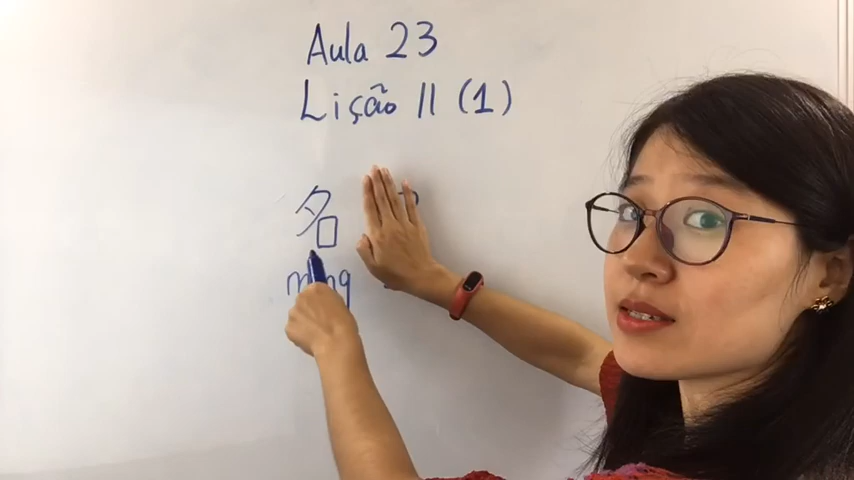 Aula 23
Lição 11 (1)
名